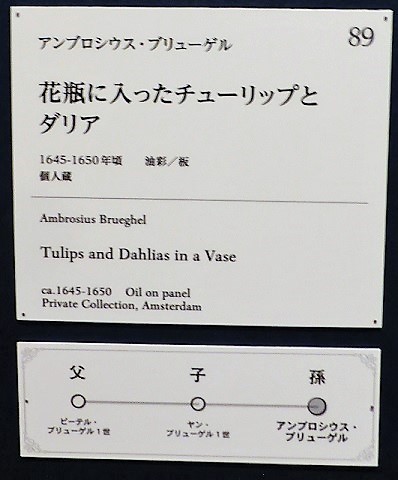 アンブロシウス・ブリューゲル
89
花瓶に入ったチューリップと
ダリア
1645-1650年頃　油彩／板
個人蔵
Ambrosius Brueghel
Tulips and Dahlias in a Vase
ca.1645-1650　Oil on panel
Private Collection, Amsterdam
父　子　孫
ピーテル・
ブリューゲル1世
ヤン・
ブリューゲル1世
アンブロシウス・
ブリューゲル